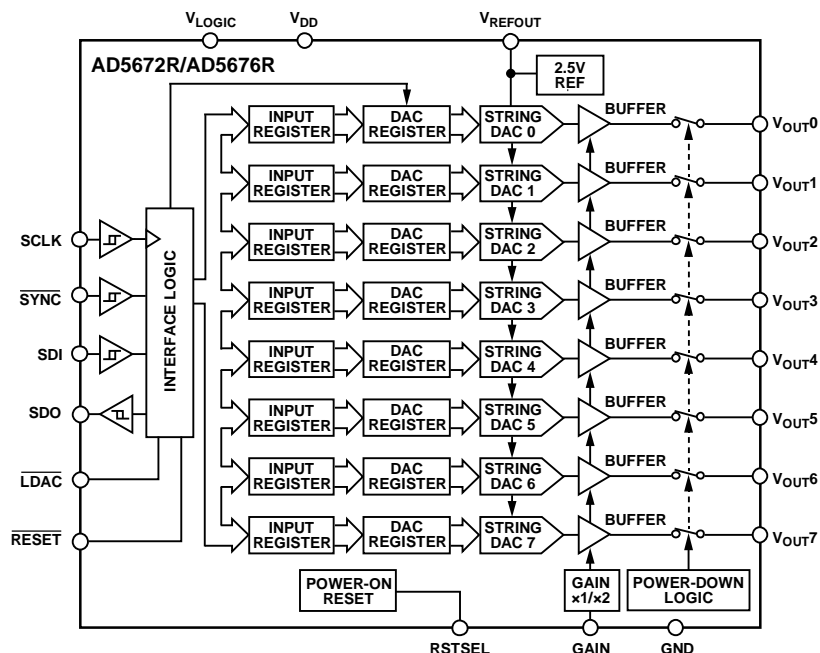 VLOGIC VDD VREFOUT
AD5672R/AD5676R
2.5V
REF
INPUT
REGISTER
DAC
REGISTER
STRING
DAC 0
BUFFER
VOUT0
INPUT
REGISTER
DAC
REGISTER
STRING
DAC 1
BUFFER
VOUT1
INPUT
REGISTER
DAC
REGISTER
STRING
DAC 2
BUFFER
VOUT2
INPUT
REGISTER
DAC
REGISTER
STRING
DAC 3
BUFFER
VOUT3
INPUT
REGISTER
DAC
REGISTER
STRING
DAC 4
BUFFER
VOUT4
INPUT
REGISTER
DAC
REGISTER
STRING
DAC 5
BUFFER
VOUT5
INPUT
REGISTER
DAC
REGISTER
STRING
DAC 6
BUFFER
VOUT6
INPUT
REGISTER
DAC
REGISTER
STRING
DAC 7
BUFFER
VOUT7
SCLK
SYNC
SDI
SDO
LDAC
RESET
INTERFACE LOGIC
POWER-ON
RESET
GAIN
×1/×2
POWER-DOWN
LOGIC
RSTSEL GAIN GND